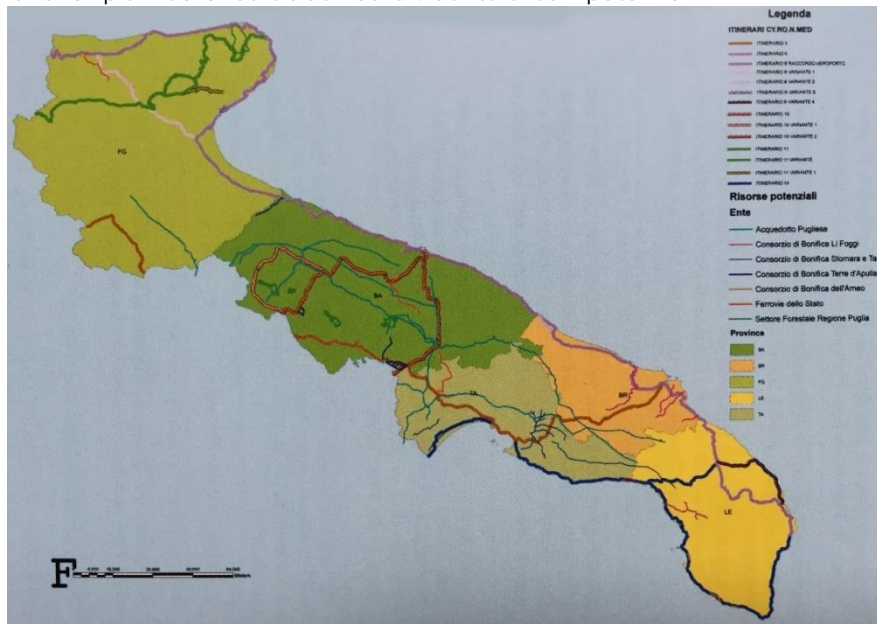 Legenda
ITINERARI CY.RO.N.MED
ITINERARIO 3
ITINERARIO 6
ITINERARIO 6 RACCORDO AEROPORTO
ITINERARIO 6 VARIANTE 1
ITINERARIO 6 VARIANTE 2
ITINERARIO 6 VARIANTE 3
ITINERARIO 6 VARIANTE 4
ITINERARIO 10
ITINERARIO 10 VARIANTE 1
ITINERARIO 10 VARIANTE 2
ITINERARIO 11
ITINERARIO 11 VARIANTE
ITINERARIO 11 VARIANTE 1
ITINERARIO 14
Risorse potenziali
Ente
Acquedotto Pugliese
Consorzio di Bonifica Li Foggi
Consorzio di Bonifica Stornara e Ta
Consorzio di Bonifica Terre d'Apulia
Consorzio di Bonifica dell'Arneo
Ferrovie dello Stato
Settore Forestale Regione Puglia
Province
BA
BR
FG
LE
TA
FG
BA
TA
BR
LE
F
Meters